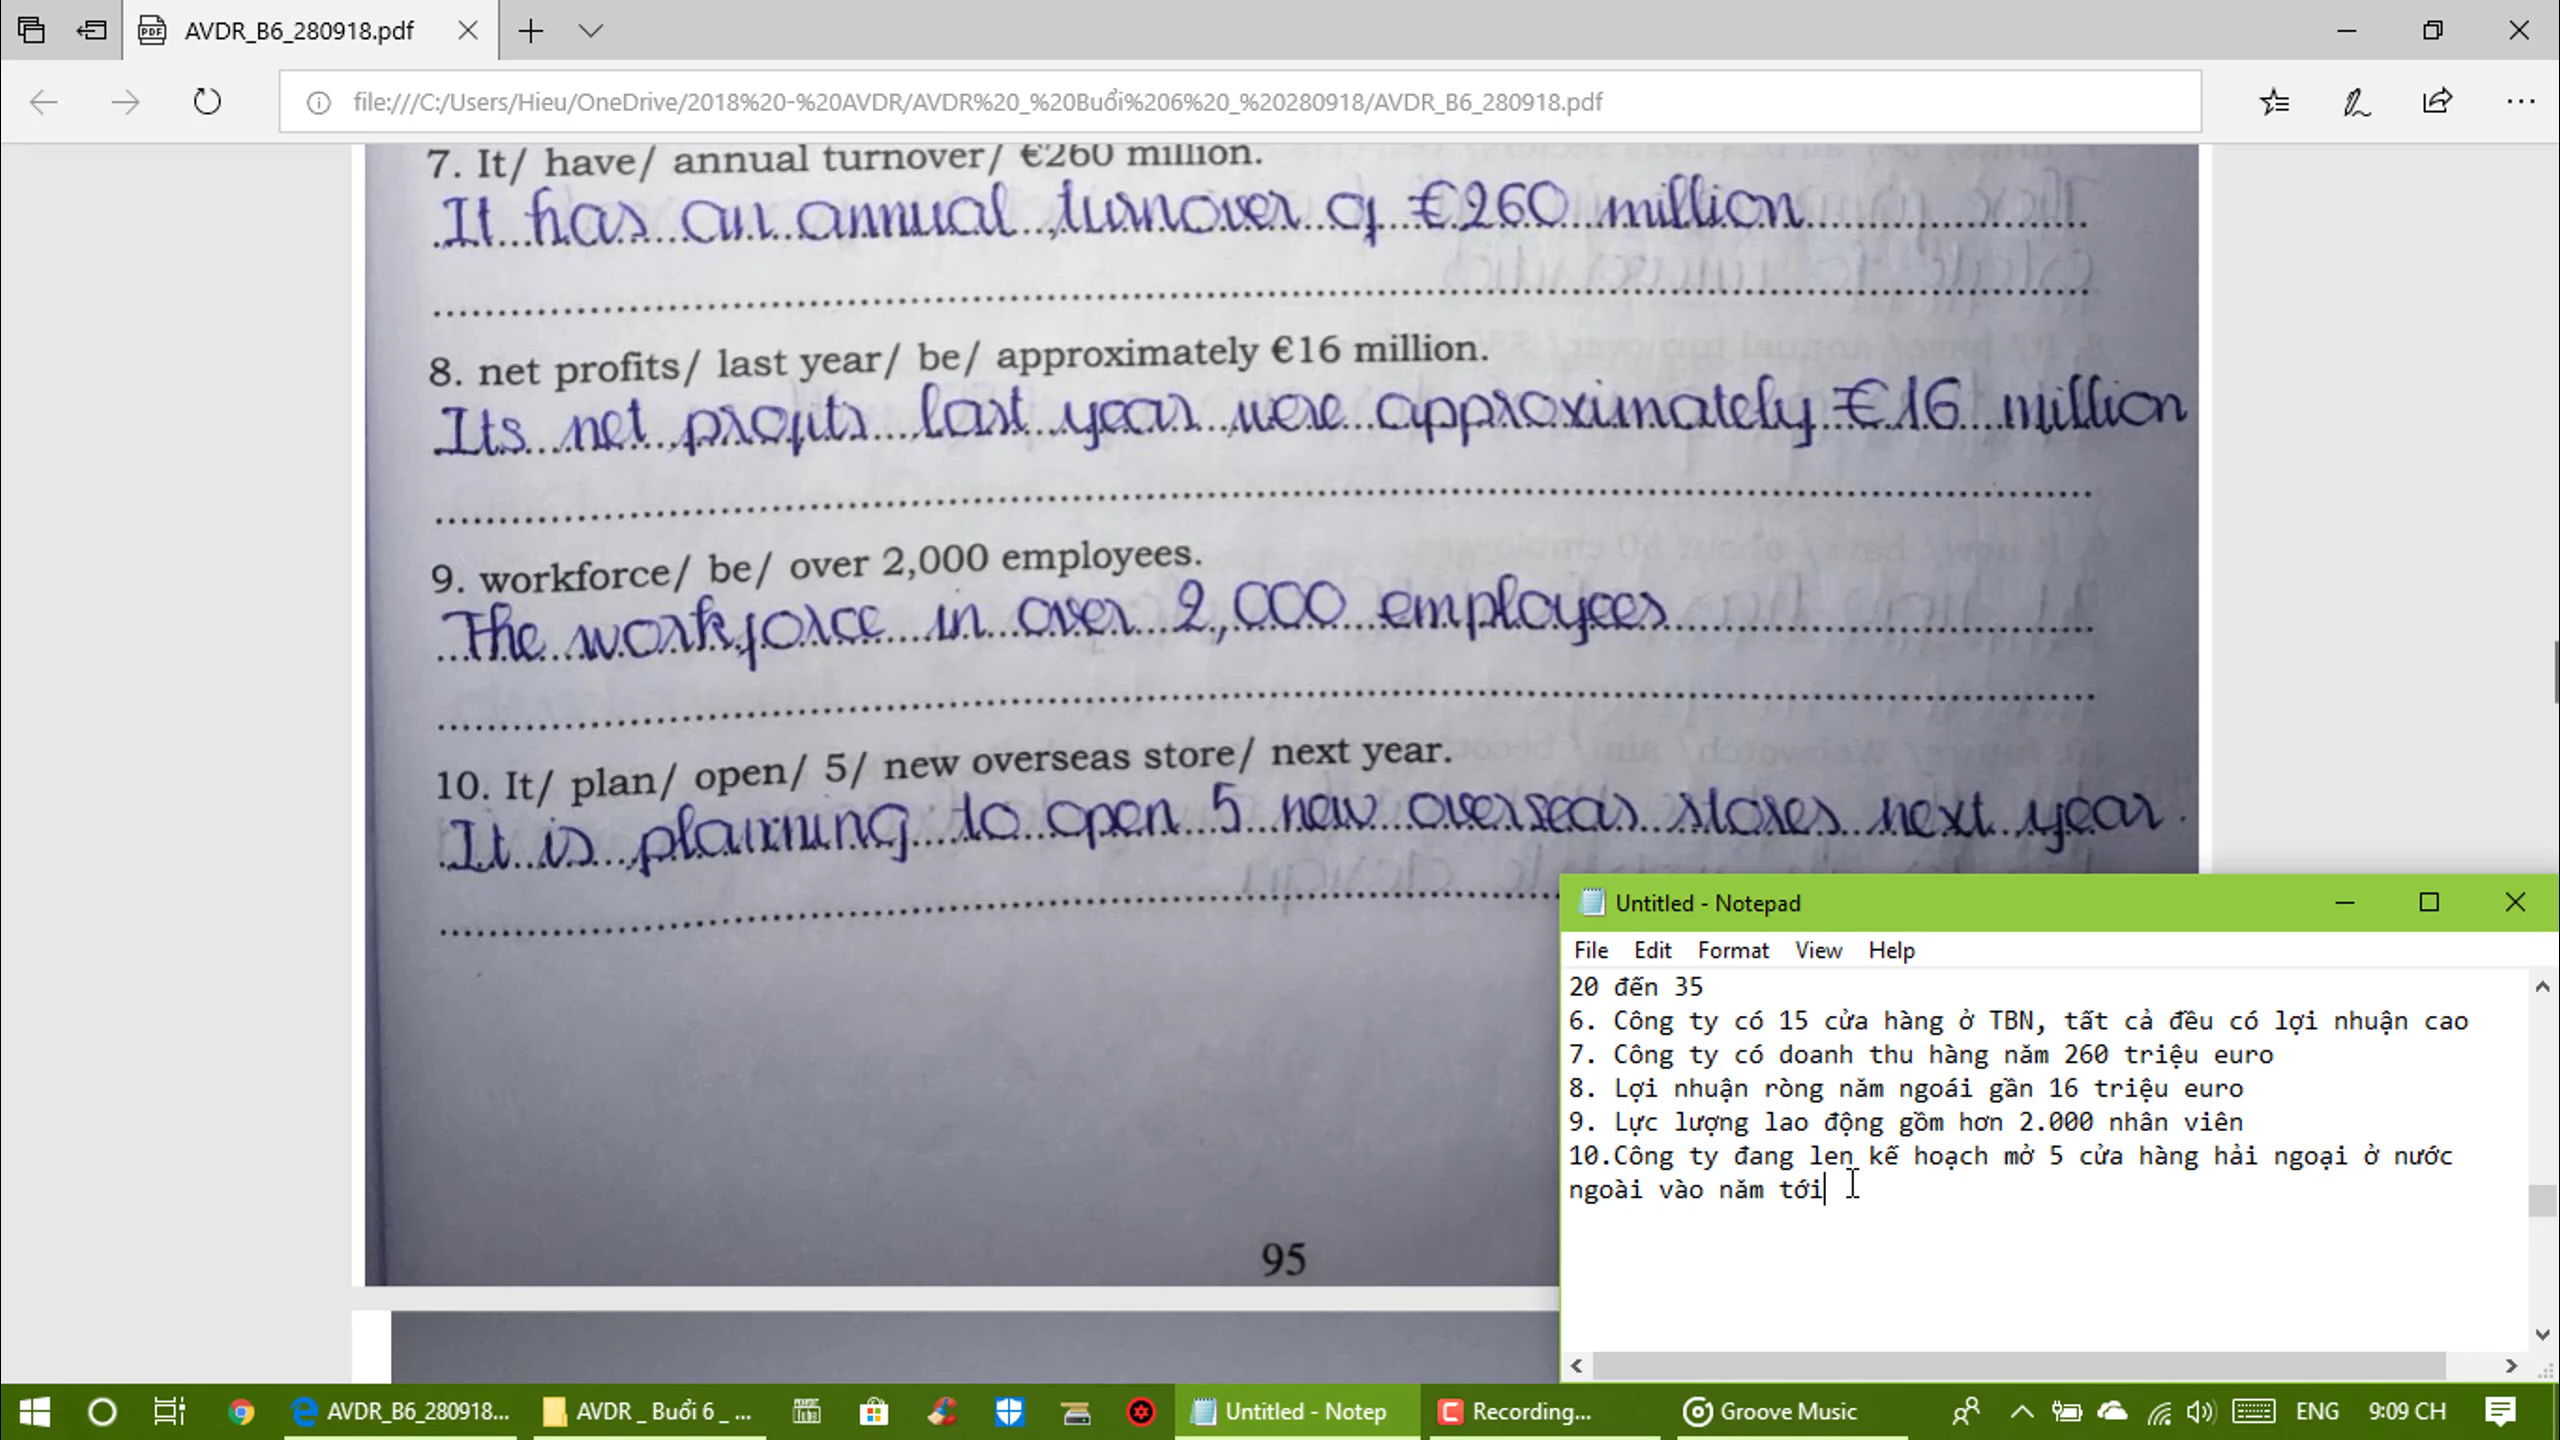 AVDR_B6_280918.pdf
file:///C:/Users/Hieu/OneDrive/2018%20-%20AVDR/AVDR%20_%20Buổi%206%20_%20280918/AVDR_B6_280918.pdf
7. It/ have/ annual turnover/ €260 million.
It has an annual turnover of €260 million
8. net profits/ last year/ be/ approximately €16 million.
Its net profits last year were approximately €16 million
9. workforce/ be/ over 2,000 employees.
The workforce in over 2,000 employees
10. It/ plan/ open/ 5/ new overseas store/ next year.
It is planning to open 5 new overseas stores next year.
95
Untitled - Notepad
File Edit Format View Help
20 đến 35
6. Công ty có 15 cửa hàng ở TBN, tất cả đều có lợi nhuận cao
7. Công ty có doanh thu hàng năm 260 triệu euro
8. Lợi nhuận ròng năm ngoái gần 16 triệu euro
9. Lực lượng lao động gồm hơn 2.000 nhân viên
10.Công ty đang len kế hoạch mở 5 cửa hàng hải ngoại ở nước
ngoài vào năm tới
AVDR_B6_280918... AVDR _ Buổi 6 _ ... Untitled - Notep Recording... Groove Music ENG 9:09 CH